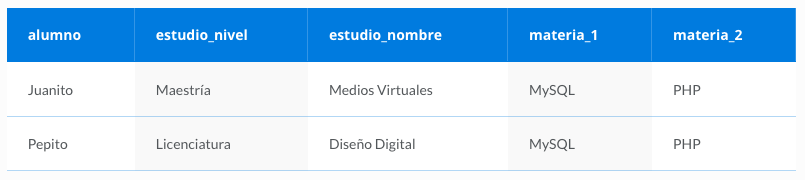 alumno estudio_nivel estudio_nombre materia_1 materia_2
Juanito Maestría Medios Virtuales MySQL PHP
Pepito Licenciatura Diseño Digital MySQL PHP